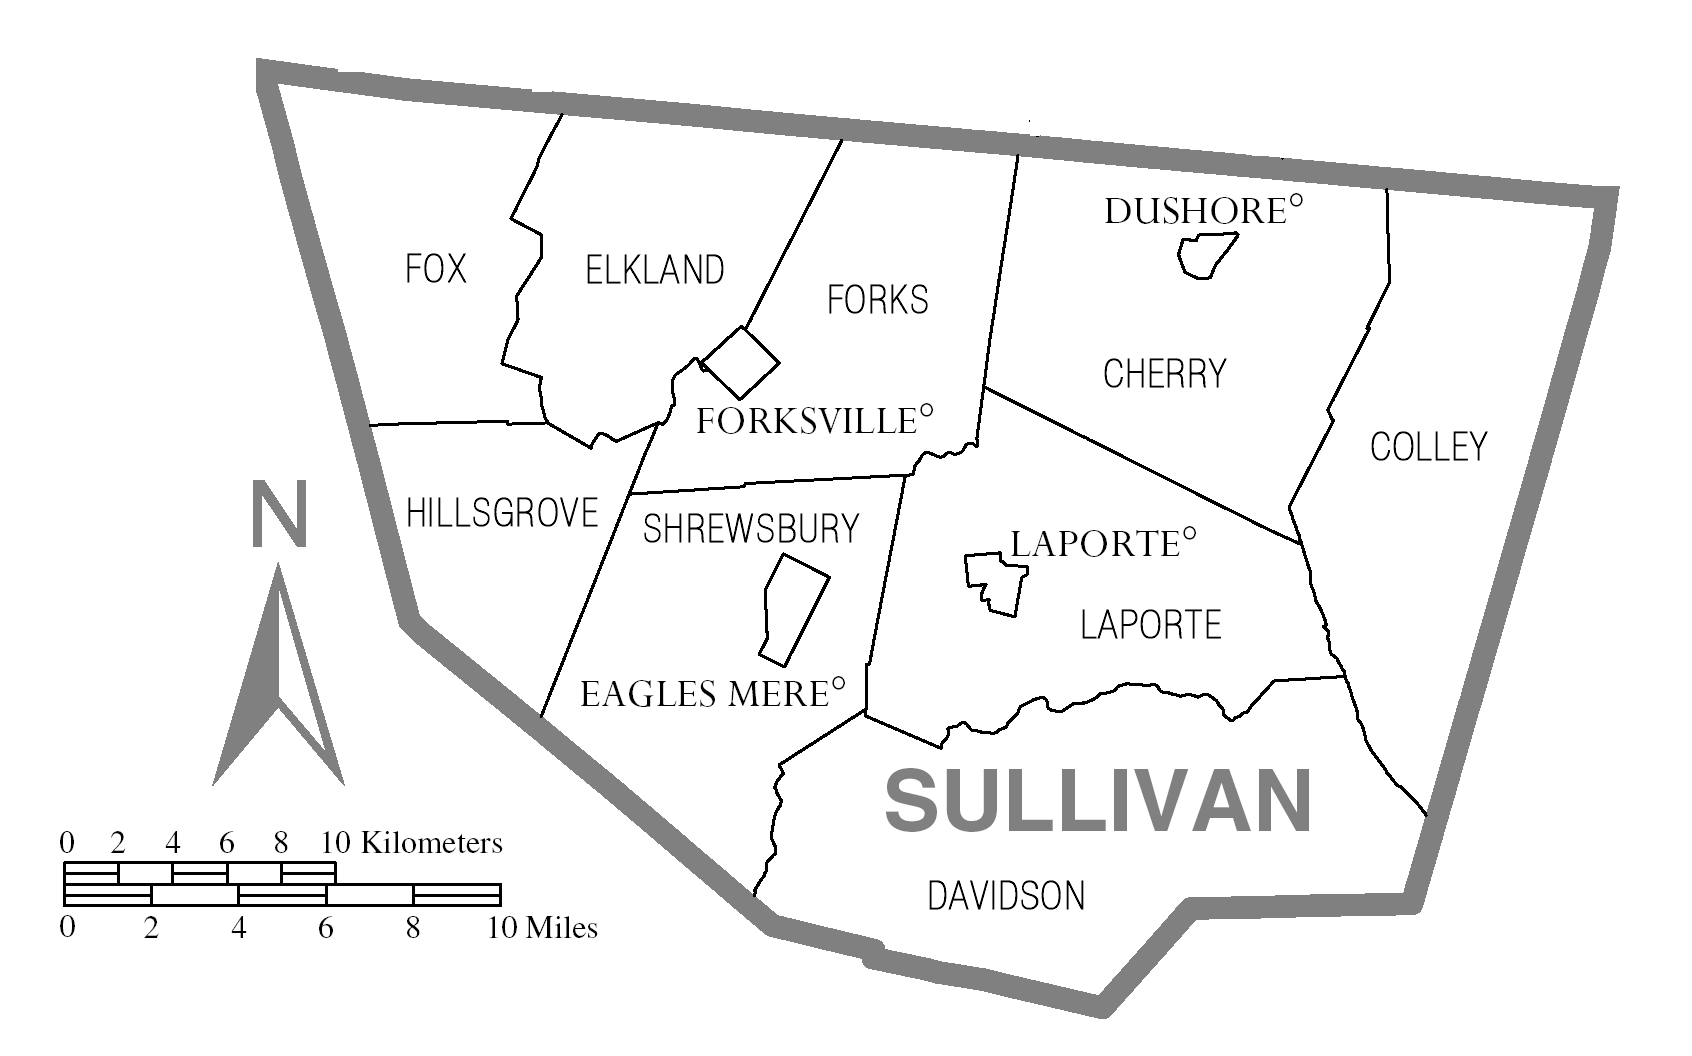 DUSHORE°
FOX
ELKLAND
FORKS
CHERRY
FORKSVILLE°
COLLEY
N
HILLSGROVE
SHREWSBURY
LAPORTE°
LAPORTE
EAGLES MERE°
SULLIVAN
DAVIDSON
0 2 4 6 8 10 Kilometers
0 2 4 6 8 10 Miles